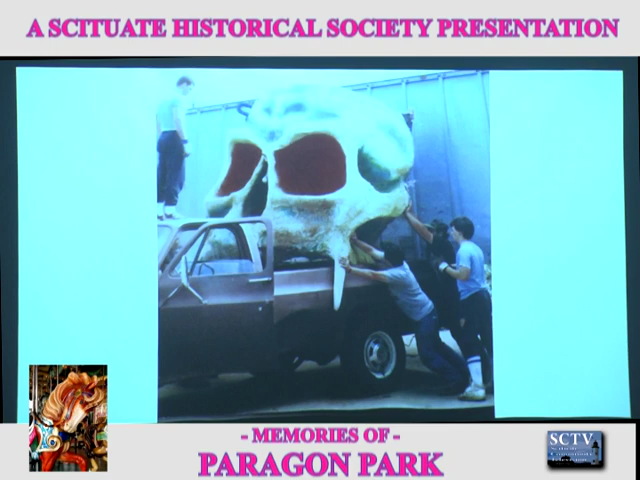 A SCITUATE HISTORICAL SOCIETY PRESENTATION
- MEMORIES OF -
PARAGON PARK
SCTV